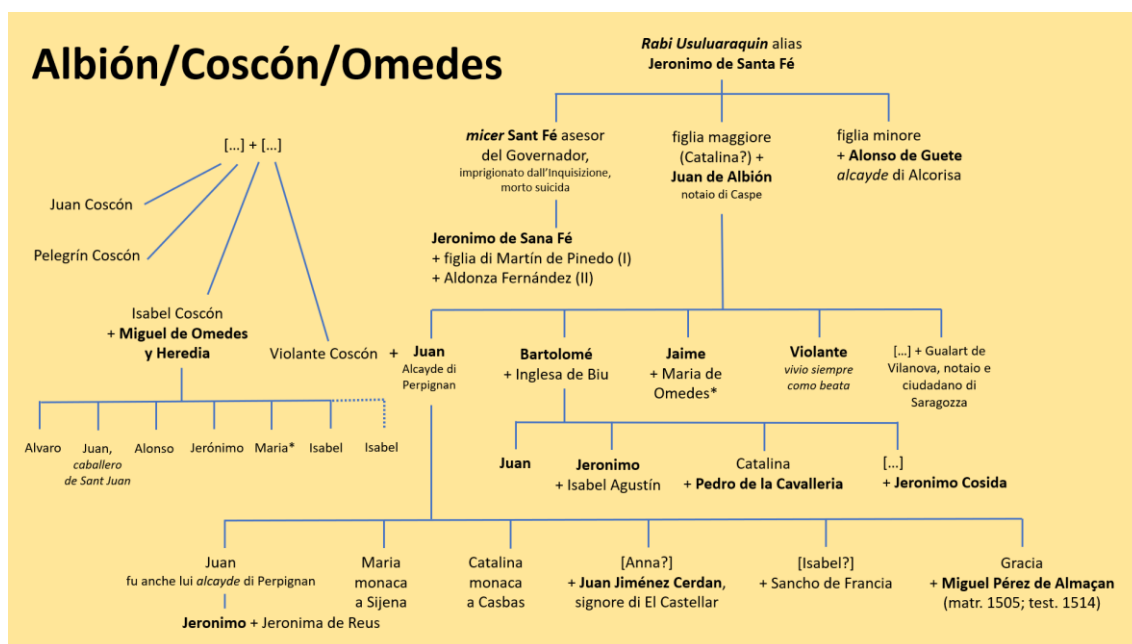 Albión/Coscón/Omedes
Rabi Usuluaraquin alias
Jeronimo de Santa Fé
micer Sant Fé asesor
del Governador,
imprigionato dall'Inquisizione,
morto suicida
figlia maggiore
(Catalina?) +
Juan de Albión
notaio di Caspe
figlia minore
+ Alonso de Guete
alcayde di Alcorisa
[...] + [...]
Juan Coscón
Pelegrín Coscón
Jeronimo de Sana Fé
+ figlia di Martín de Pinedo (I)
+ Aldonza Fernández (II)
Isabel Coscón
+ Miguel de Omedes
y Heredia
Violante Coscón +
Juan
Alcayde di
Perpignan
Bartolomé
+ Inglesa de Biu
Jaime
+ Maria de
Omedes*
Violante
vivio siempre
como beata
[...] + Gualart de
Vilanova, notaio e
ciudadano di
Saragozza
Alvaro
Juan,
caballero
de Sant Juan
Alonso
Jerónimo
Maria*
Isabel
Isabel
Juan
Jeronimo
+ Isabel Agustín
Catalina
+ Pedro de la Cavalleria
[...]
+ Jeronimo Cosida
Juan
fu anche lui alcayde di Perpignan
Jeronimo + Jeronima de Reus
Maria
monaca
a Sijena
Catalina
monaca
a Casbas
[Anna?]
+ Juan Jiménez Cerdan,
signore di El Castellar
[Isabel?]
+ Sancho de Francia
Gracia
+ Miguel Pérez de Almaçan
(matr. 1505; test. 1514)